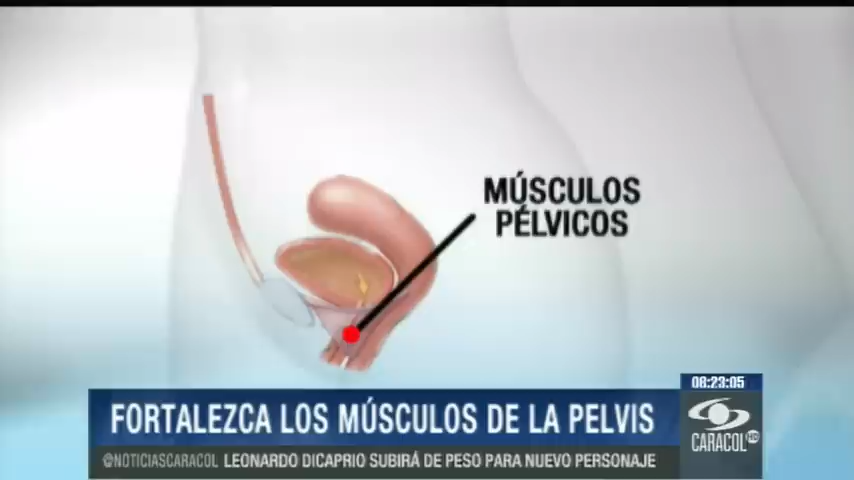 MÚSCULOS
PÉLVICOS
08:23:05
FORTALEZCA LOS MÚSCULOS DE LA PELVIS
CARACOL HD
@NOTICIASCARACOL LEONARDO DICAPRIO SUBIRÁ DE PESO PARA NUEVO PERSONAJE